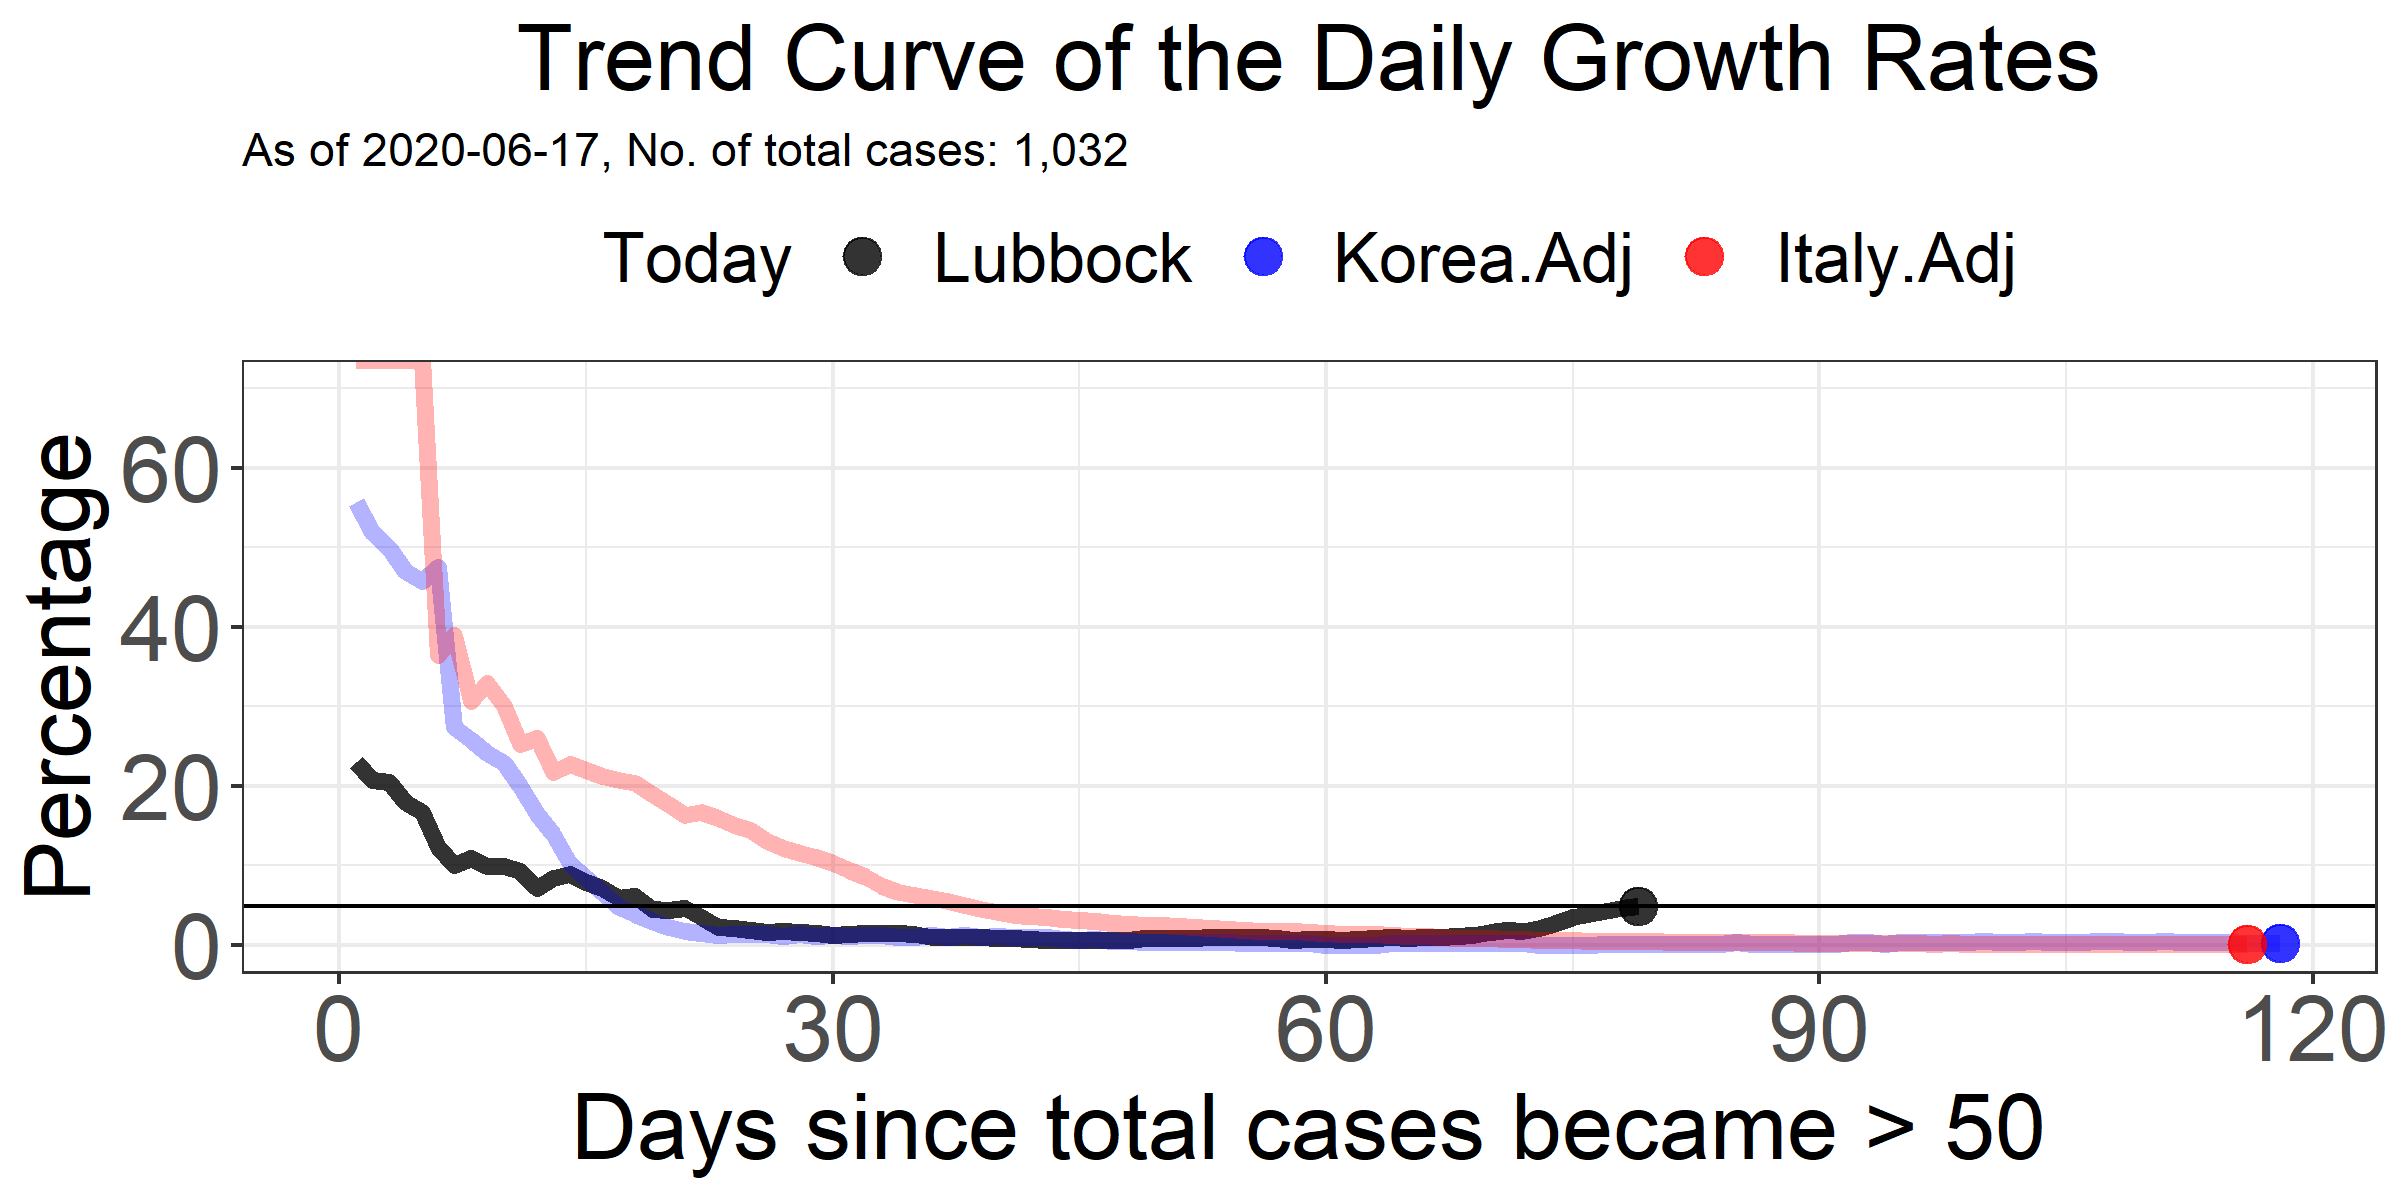 Trend Curve of the Daily Growth Rates
As of 2020-06-17, No. of total cases: 1,032
Today Lubbock Korea.Adj Italy.Adj
Percentage
60
40
20
0
0 30 60 90 120
Days since total cases became > 50